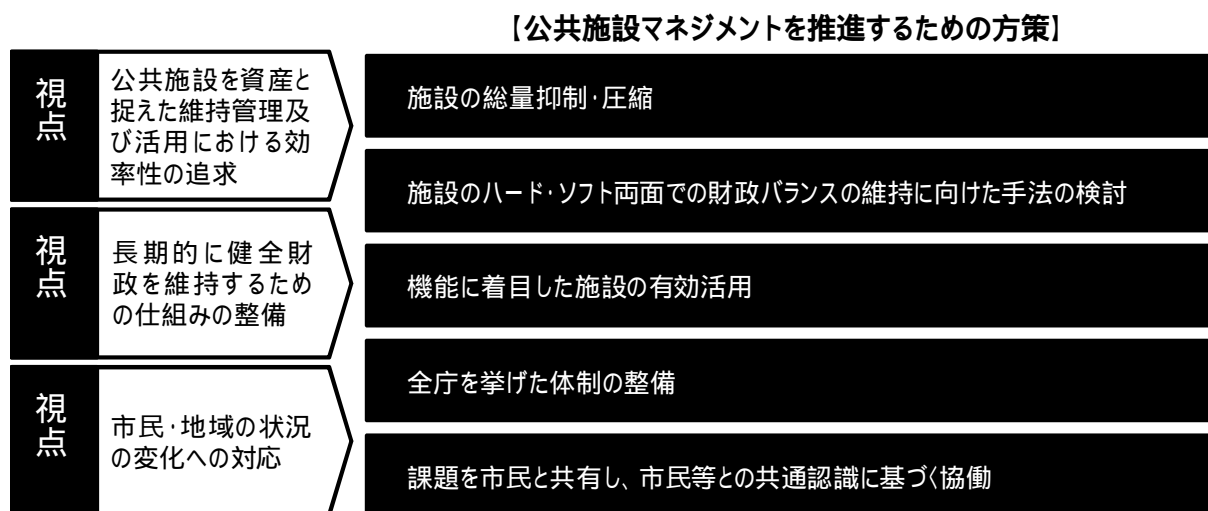 【公共施設マネジメントを推進するための方策】
視点
公共施設を資産と
捉えた維持管理及
び活用における効
率性の追求
視点
長期的に健全財
政を維持するため
の仕組みの整備
視点
市民・地域の状況
の変化への対応
施設の総量抑制・圧縮
施設のハード・ソフト両面での財政バランスの維持に向けた手法の検討
機能に着目した施設の有効活用
全庁を挙げた体制の整備
課題を市民と共有し、市民等との共通認識に基づく協働